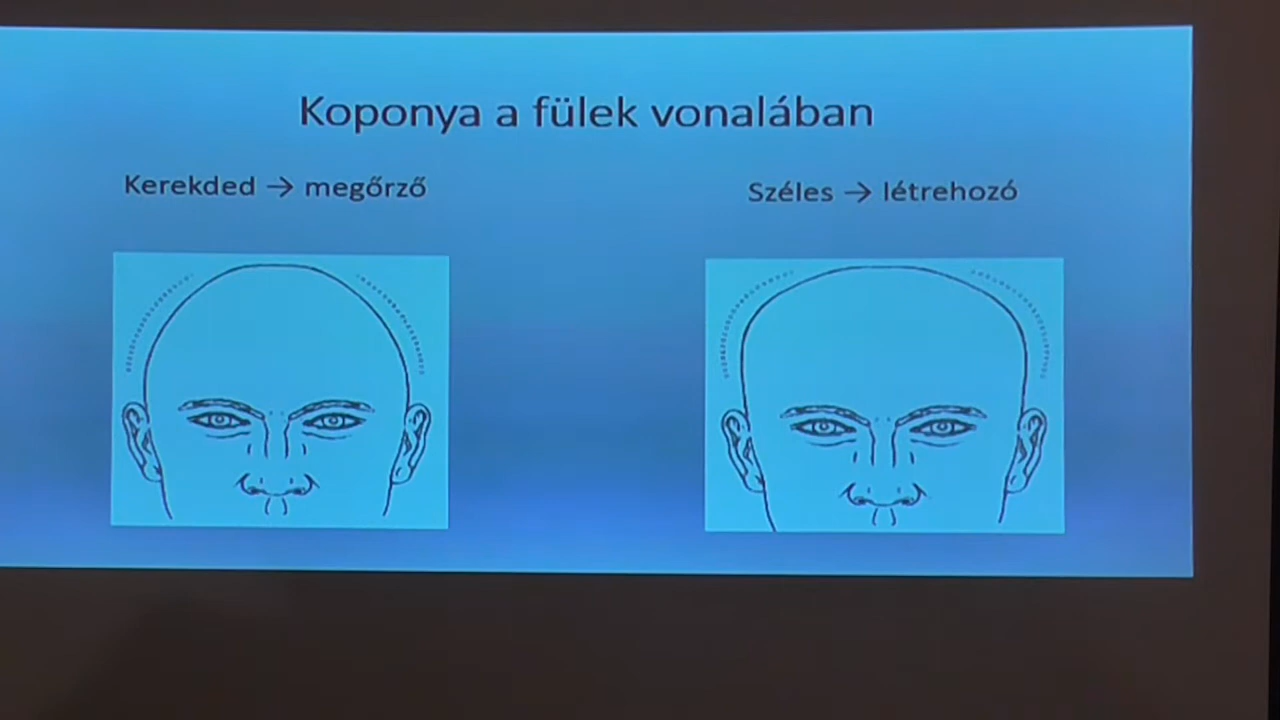 Koponya a fülek vonalában
Kerekded → megőrző
Széles → létrehozó